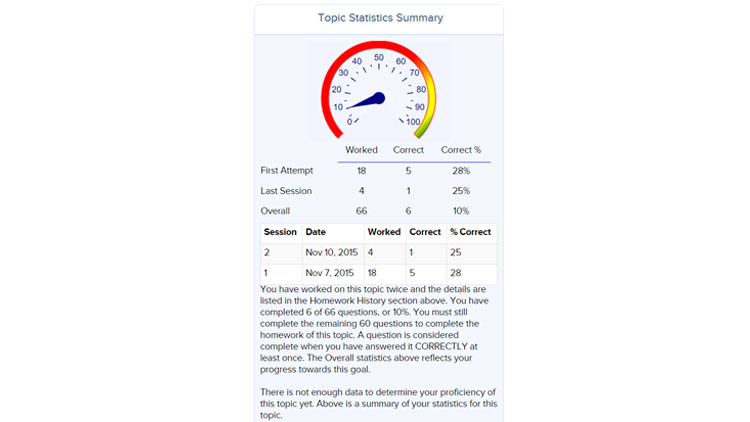 Topic Statistics Summary
0
10
20
30
40
50
60
70
80
90
100
Worked Correct Correct %
First Attempt 18 5 28%
Last Session 4 1 25%
Overall 66 6 10%
Session Date Worked Correct % Correct
2 Nov 10, 2015 4 1 25
1 Nov 7, 2015 18 5 28
You have worked on this topic twice and the details are
listed in the Homework History section above. You have
completed 6 of 66 questions, or 10%. You must still
complete the remaining 60 questions to complete the
homework of this topic. A question is considered
complete when you have answered it CORRECTLY at
least once. The Overall statistics above reflects your
progress towards this goal.
There is not enough data to determine your proficiency of
this topic yet. Above is a summary of your statistics for this
topic.